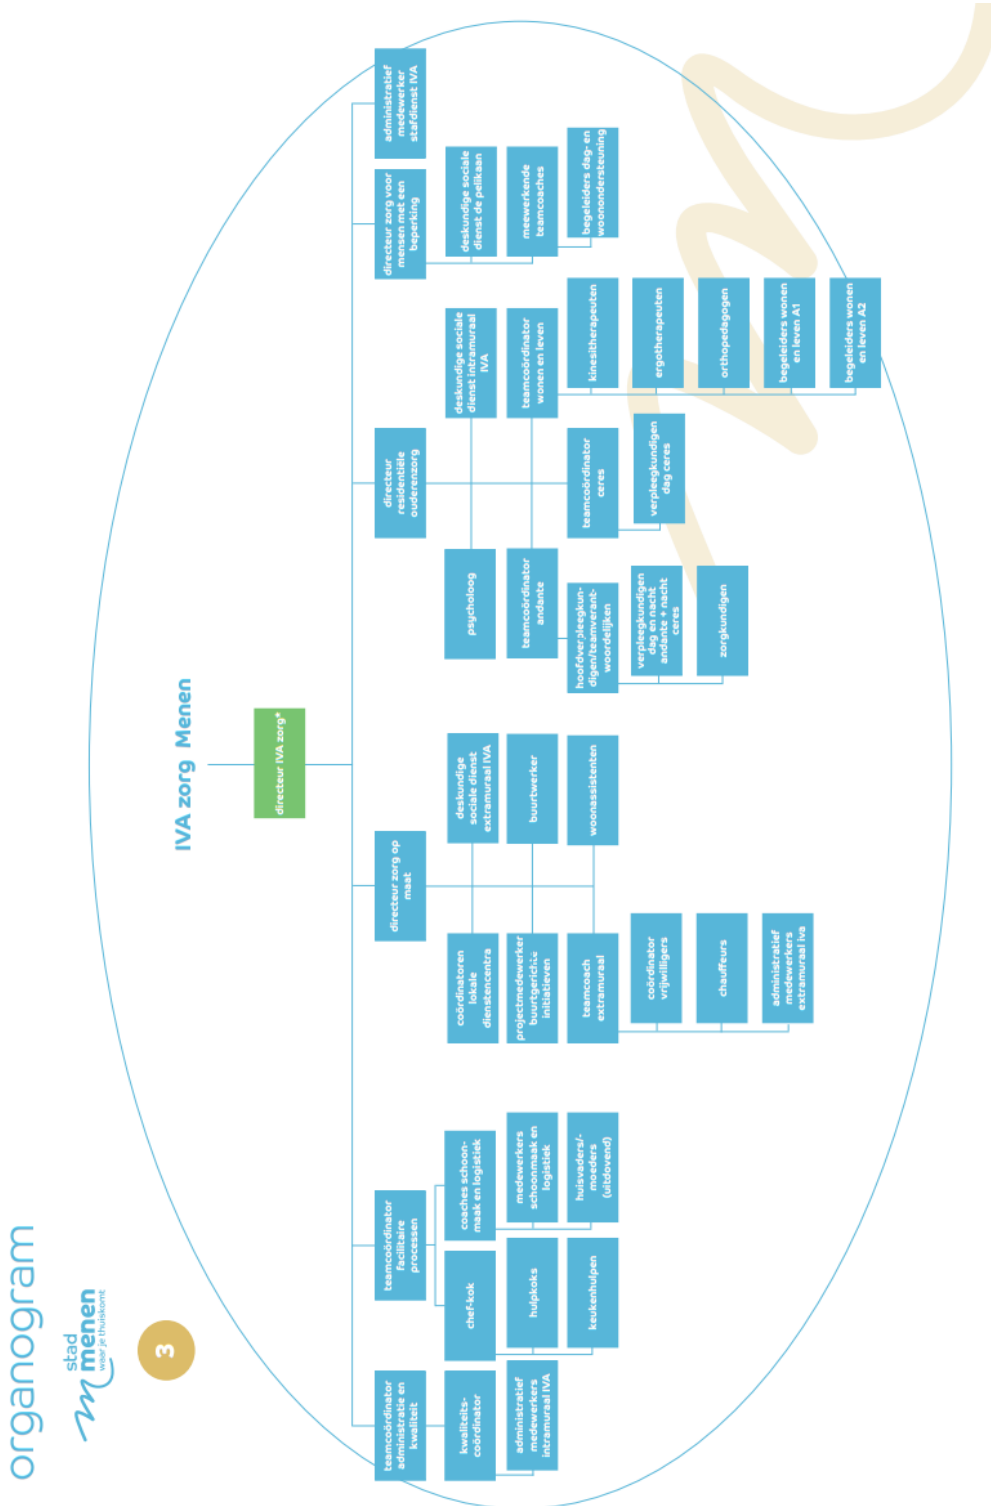 organogram
stad
menen
waar je thuiskomt
3
IVA zorg Menen
directeur IVA zorg*
teamcoördinator
administratie en
kwaliteit
teamcoördinator
facilitaire
processen
directeur zorg op
maat
directeur
residentiële
ouderenzorg
directeur zorg voor
mensen met een
beperking
administratief
medewerker
stafdienst IVA
kwaliteits-
coördinator
administratief
medewerkers
intramuraal IVA
chef-kok
hulpkoks
keukenhulpen
coaches schoon-
maak en logistiek
medewerkers
schoonmaak en
logistiek
huisvaders/-
moeders
(uitdovend)
coördinatoren
lokale
dienstencentra
deskundige
sociale dienst
extramuraal IVA
projectmedewerker
buurtgerichte
initiatieven
buurtwerker
teamcoach
extramuraal
woonassistenten
coördinator
vrijwilligers
chauffeurs
administratief
medewerkers
extramuraal iva
psycholoog
deskundige sociale
dienst intramuraal
IVA
teamcoördinator
andante
teamcoördinator
wonen en leven
hoofdverpleegkun-
digen/teamverant-
woordelijken
verpleegkundigen
dag en nacht
andante + nacht
ceres
zorgkundigen
teamcoördinator
ceres
verpleegkundigen
dag ceres
kinesitherapeuten
ergotherapeuten
orthopedagogen
begeleiders wonen
en leven A1
begeleiders wonen
en leven A2
deskundige sociale
dienst de pelikaan
meewerkende
teamcoaches
begeleiders dag- en
woonondersteuning